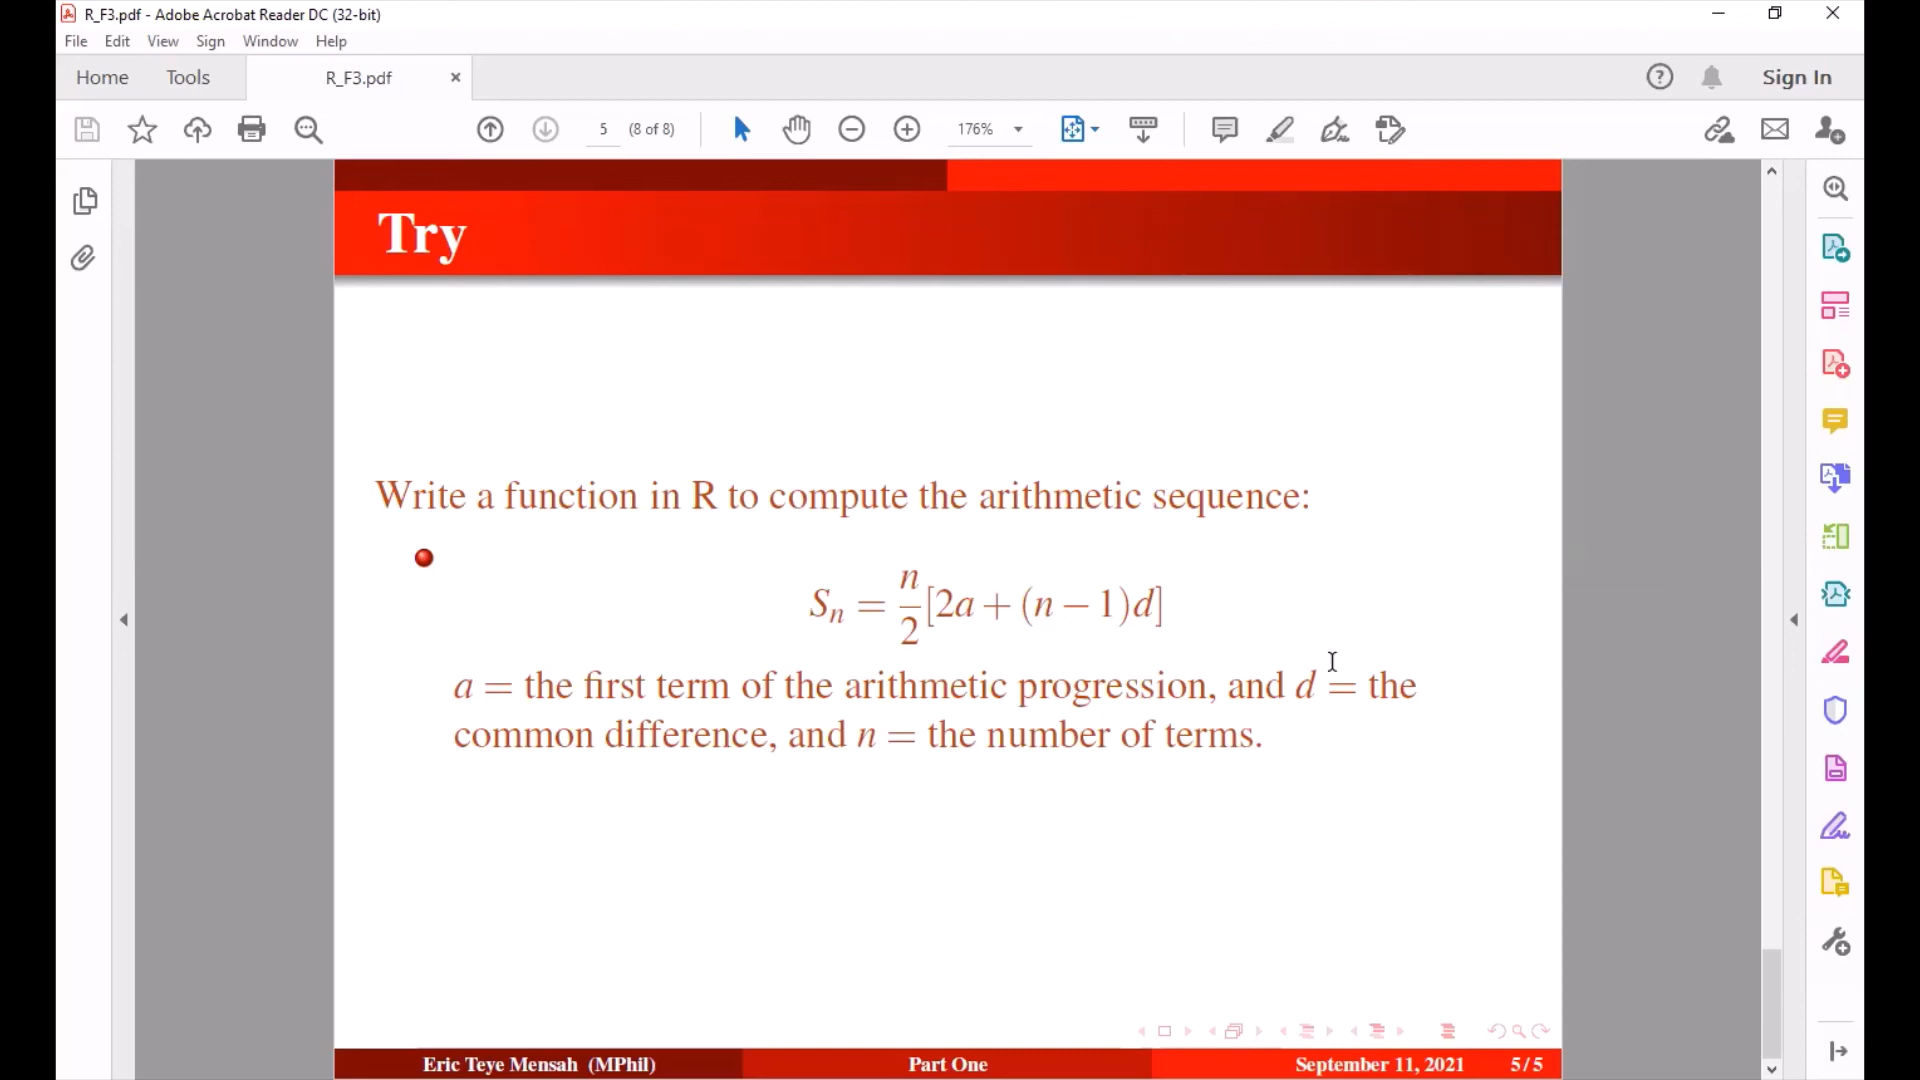 R_F3.pdf - Adobe Acrobat Reader DC (32-bit)
File Edit View Sign Window Help
Home Tools R_F3.pdf × Sign In
5 (8 of 8) 176%
Try
Write a function in R to compute the arithmetic sequence:
Sₙ = n/2 [2a + (n − 1)d]
a = the first term of the arithmetic progression, and d = the
common difference, and n = the number of terms.
Eric Teye Mensah (MPhil) Part One September 11, 2021 5/5